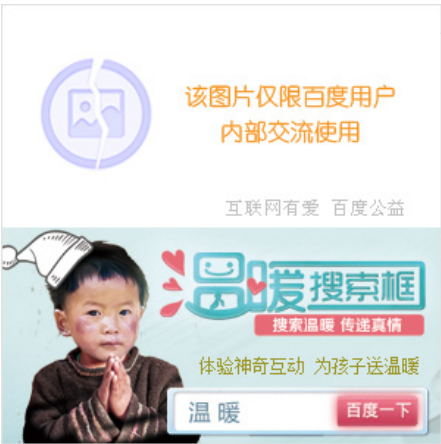 该图片仅限百度用户
内部交流使用
互联网有爱 百度公益
温暖搜索框
搜索温暖 传递真情
体验神奇互动 为孩子送温暖
温暖
百度一下